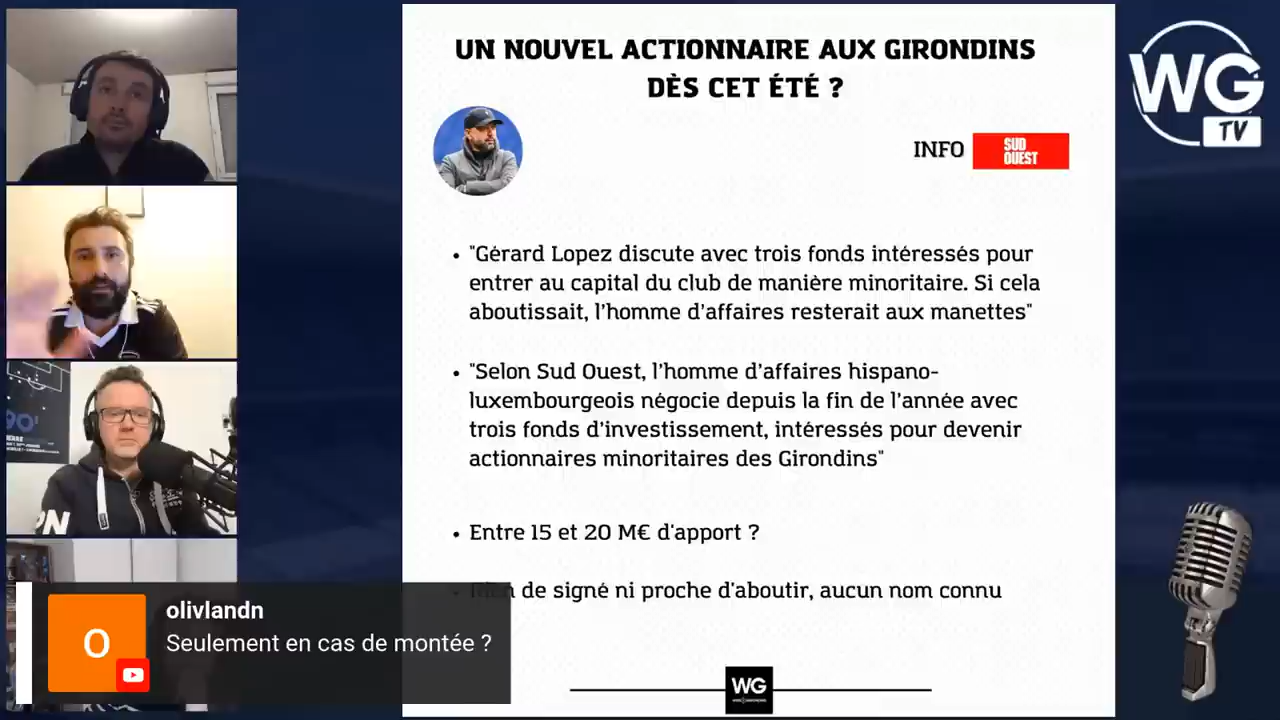 UN NOUVEL ACTIONNAIRE AUX GIRONDINS
DÈS CET ÉTÉ ?
WG
TV
INFO
SUD
OUEST
• "Gérard Lopez discute avec trois fonds intéressés pour
entrer au capital du club de manière minoritaire. Si cela
aboutissait, l'homme d'affaires resterait aux manettes"
• "Selon Sud Ouest, l'homme d'affaires hispano-
luxembourgeois négocie depuis la fin de l'année avec
trois fonds d'investissement, intéressés pour devenir
actionnaires minoritaires des Girondins"
• Entre 15 et 20 M€ d'apport ?
• Rien de signé ni proche d'aboutir, aucun nom connu
90'
PN
O
olivlandn
Seulement en cas de montée ?
WG